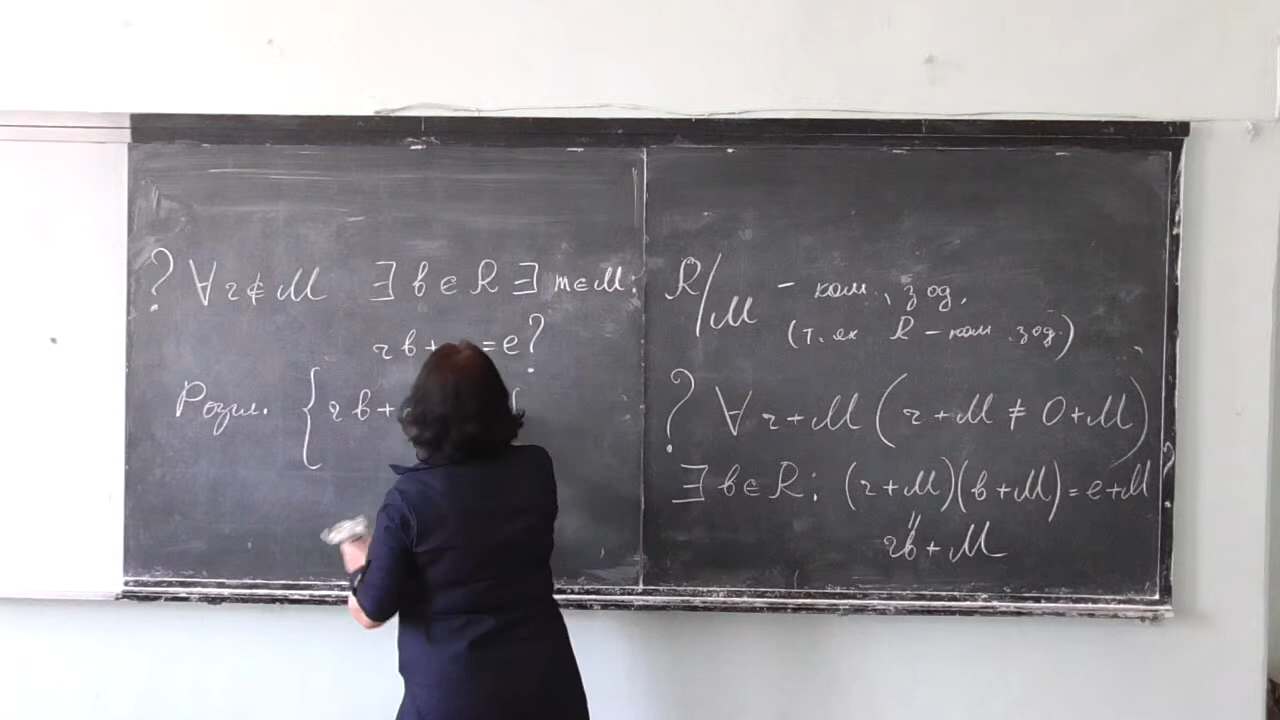 ? ∀ r ∉ M ∃ b ∈ R ∃ m ∈ M:
rb+ = e?
Розгл. { rb+
R/M – ком. з од.
(т. як R – ком. з од.)
? ∀ r+M (r+M ≠ 0+M)
∃ b ∈ R: (r+M)(b+M) = e+M ?
"
rb+M